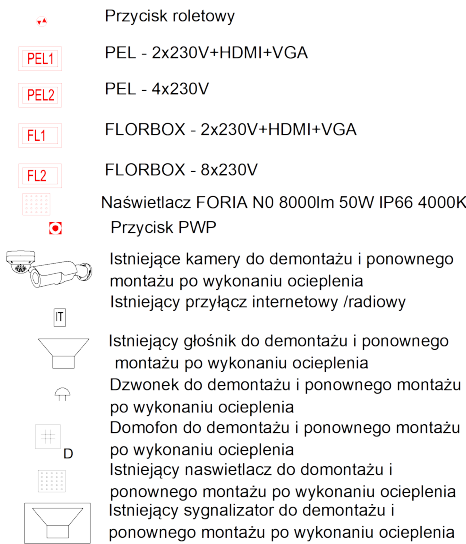 Przycisk roletowy
PEL1 PEL - 2x230V+HDMI+VGA
PEL2 PEL - 4x230V
FL1 FLORBOX - 2x230V+HDMI+VGA
FL2 FLORBOX - 8x230V
Naświetlacz FORIA N0 8000lm 50W IP66 4000K
Przycisk PWP
Istniejące kamery do demontażu i ponownego
montażu po wykonaniu ocieplenia
Istniejący przyłącz internetowy /radiowy
IT
Istniejący głośnik do demontażu i ponownego
montażu po wykonaniu ocieplenia
Dzwonek do demontażu i ponownego montażu
po wykonaniu ocieplenia
Domofon do demontażu i ponownego montażu
D po wykonaniu ocieplenia
Istniejący naswietlacz do domontażu i
ponownego montażu po wykonaniu ocieplenia
Istniejący sygnalizator do demontażu i
ponownego montażu po wykonaniu ocieplenia